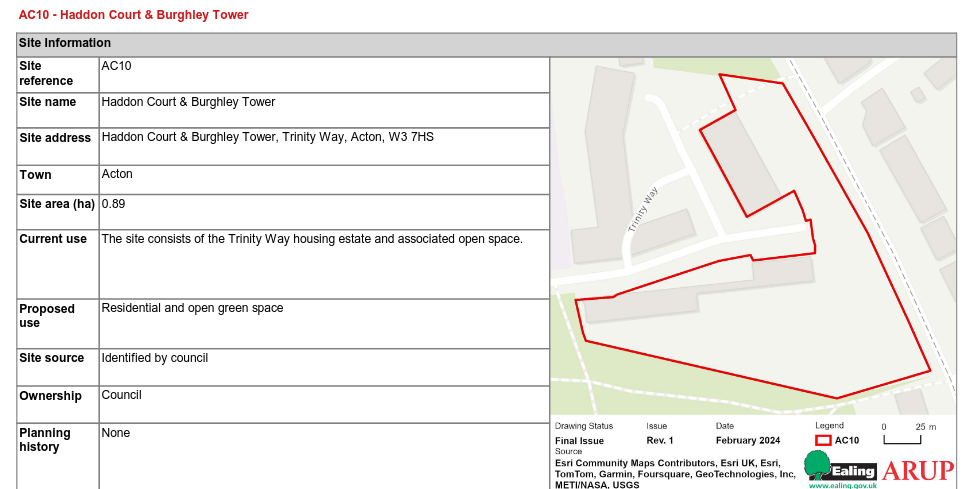 AC10 - Haddon Court & Burghley Tower
Site Information
Site
reference
AC10
Site name
Haddon Court & Burghley Tower
Site address
Haddon Court & Burghley Tower, Trinity Way, Acton, W3 7HS
Town
Acton
Site area (ha)
0.89
Current use
The site consists of the Trinity Way housing estate and associated open space.
Proposed
use
Residential and open green space
Site source
Identified by council
Ownership
Council
Planning
history
None
Trinity Way
Drawing Status
Issue
Date
Legend
0 25 m
Final Issue
Rev. 1
February 2024
AC10
Source
Esri Community Maps Contributors, Esri UK, Esri,
TomTom, Garmin, Foursquare, GeoTechnologies, Inc,
METI/NASA, USGS
Ealing
www.ealing.gov.uk
ARUP